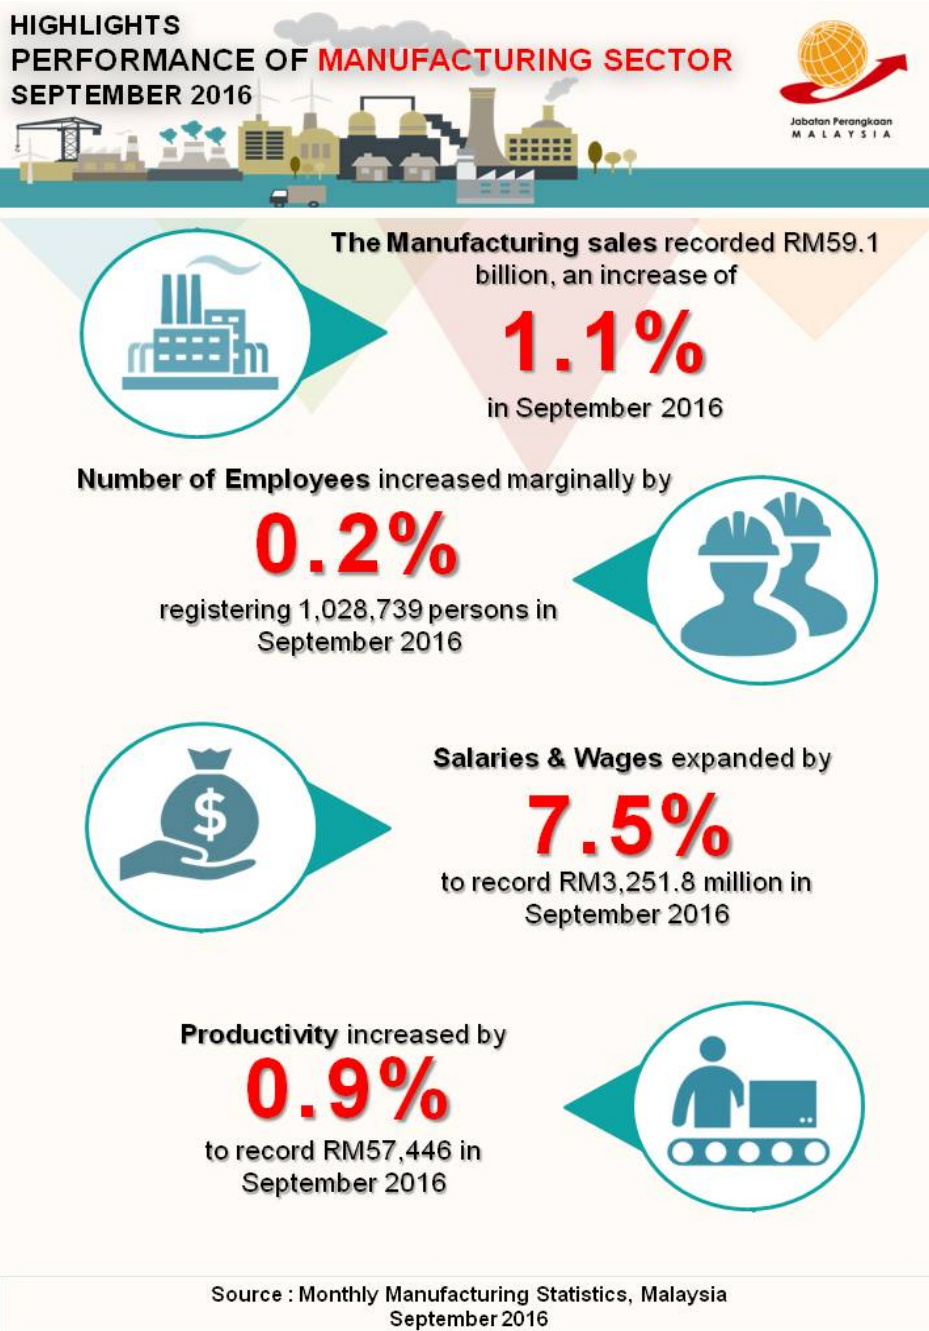 HIGHLIGHTS
PERFORMANCE OF MANUFACTURING SECTOR
SEPTEMBER 2016
Jabatan Perangkaan
MALAYSIA
The Manufacturing sales recorded RM59.1
billion, an increase of
1.1%
in September 2016
Number of Employees increased marginally by
0.2%
registering 1,028,739 persons in
September 2016
$
Salaries & Wages expanded by
7.5%
to record RM3,251.8 million in
September 2016
Productivity increased by
0.9%
to record RM57,446 in
September 2016
Source : Monthly Manufacturing Statistics, Malaysia
September 2016